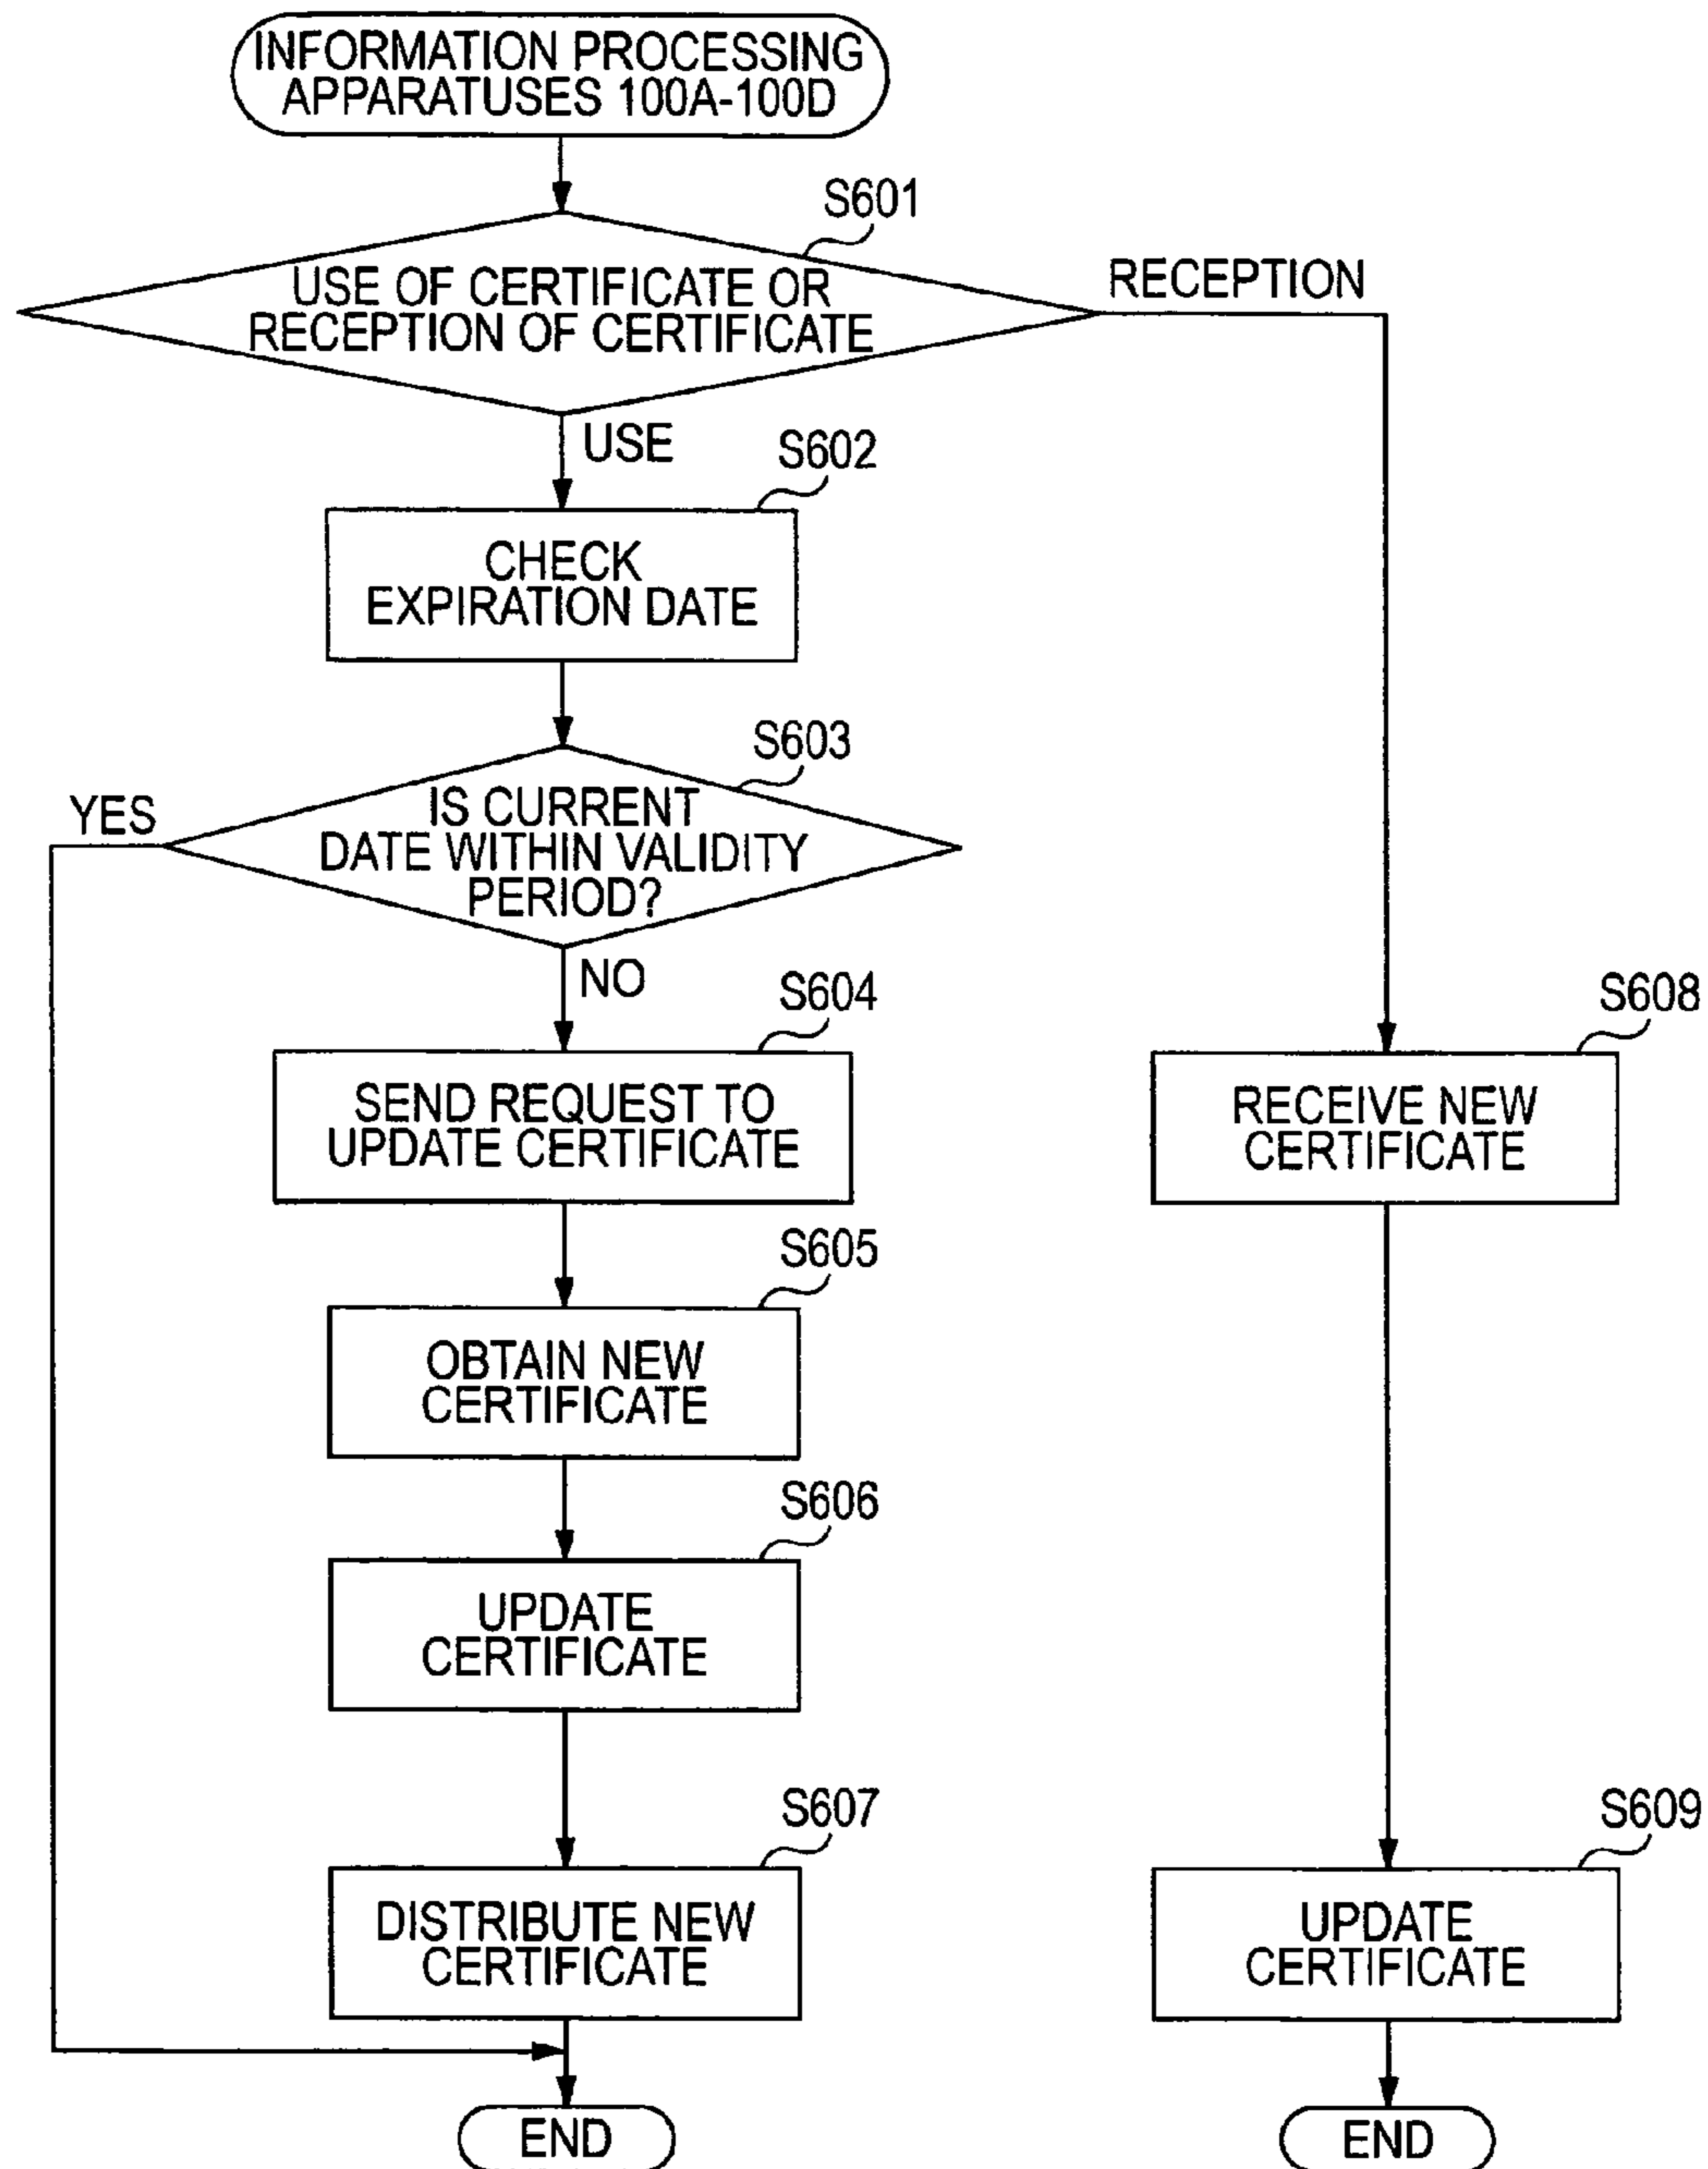 INFORMATION PROCESSING
APPARATUSES 100A-100D
S601
USE OF CERTIFICATE OR
RECEPTION OF CERTIFICATE
RECEPTION
USE
S602
CHECK
EXPIRATION DATE
S603
YES
IS CURRENT
DATE WITHIN VALIDITY
PERIOD?
NO
S604
SEND REQUEST TO
UPDATE CERTIFICATE
S605
OBTAIN NEW
CERTIFICATE
S606
UPDATE
CERTIFICATE
S607
DISTRIBUTE NEW
CERTIFICATE
END
S608
RECEIVE NEW
CERTIFICATE
S609
UPDATE
CERTIFICATE
END